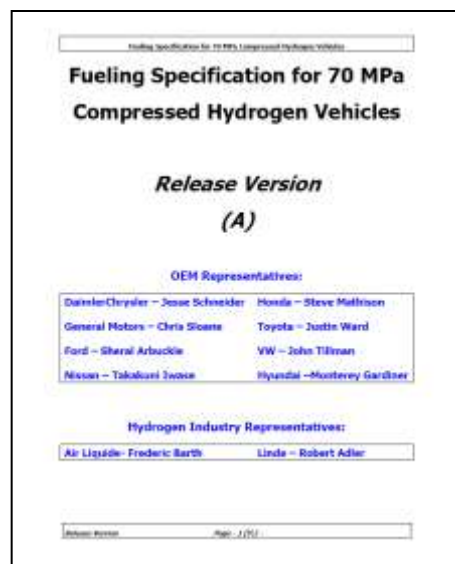 Fueling Specification for 70 MPa Compressed Hydrogen Vehicles
Fueling Specification for 70 MPa
Compressed Hydrogen Vehicles
Release Version
(A)
OEM Representatives:
DaimlerChrysler – Jesse Schneider Honda – Steve Mathison
General Motors – Chris Sloane Toyota – Justin Ward
Ford – Sheral Arbuckle VW – John Tillman
Nissan – Takakuni Iwase Hyundai –Monterey Gardiner
Hydrogen Industry Representatives:
Air Liquide- Frederic Barth Linde – Robert Adler
Release Version Page - 1